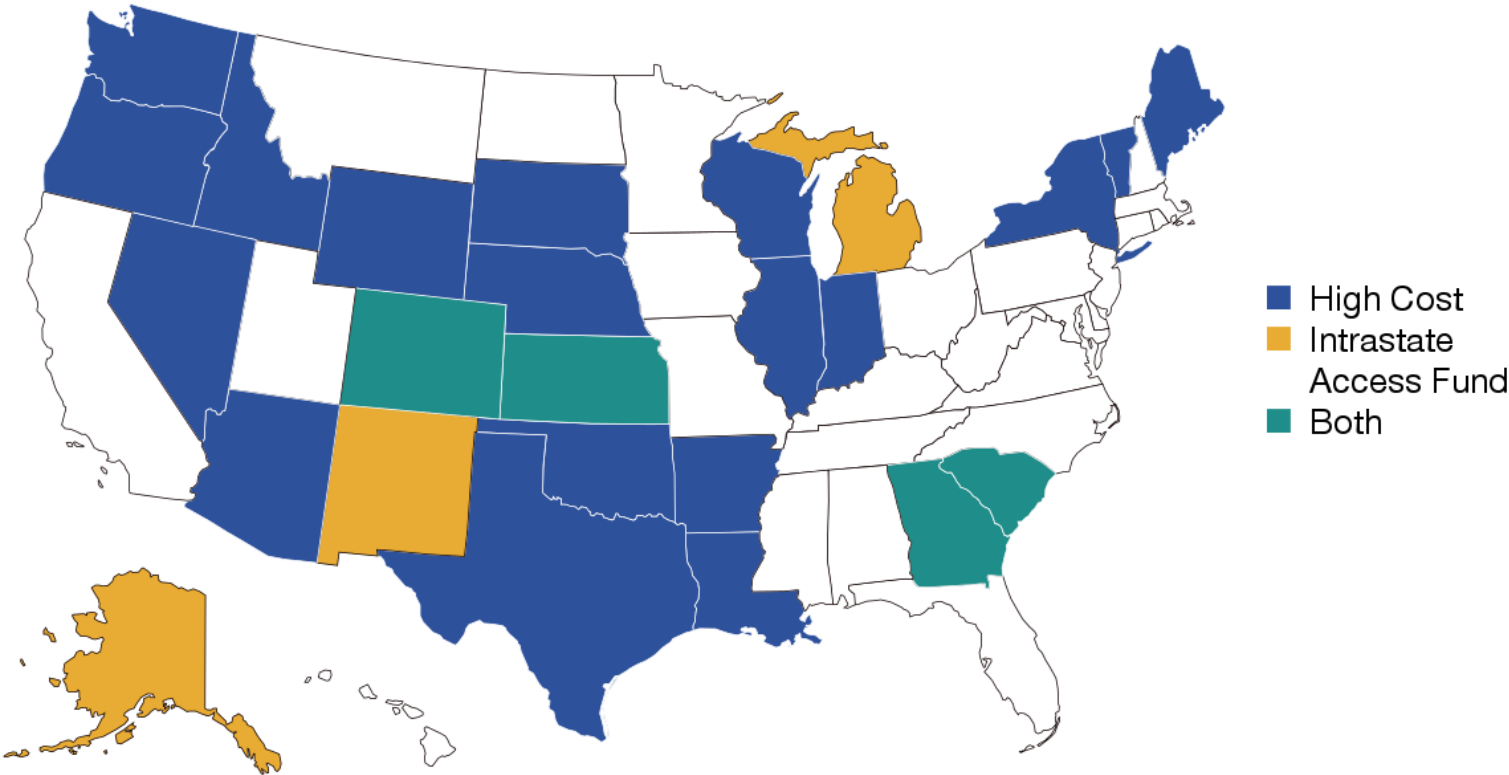 High Cost
Intrastate
Access Fund
Both